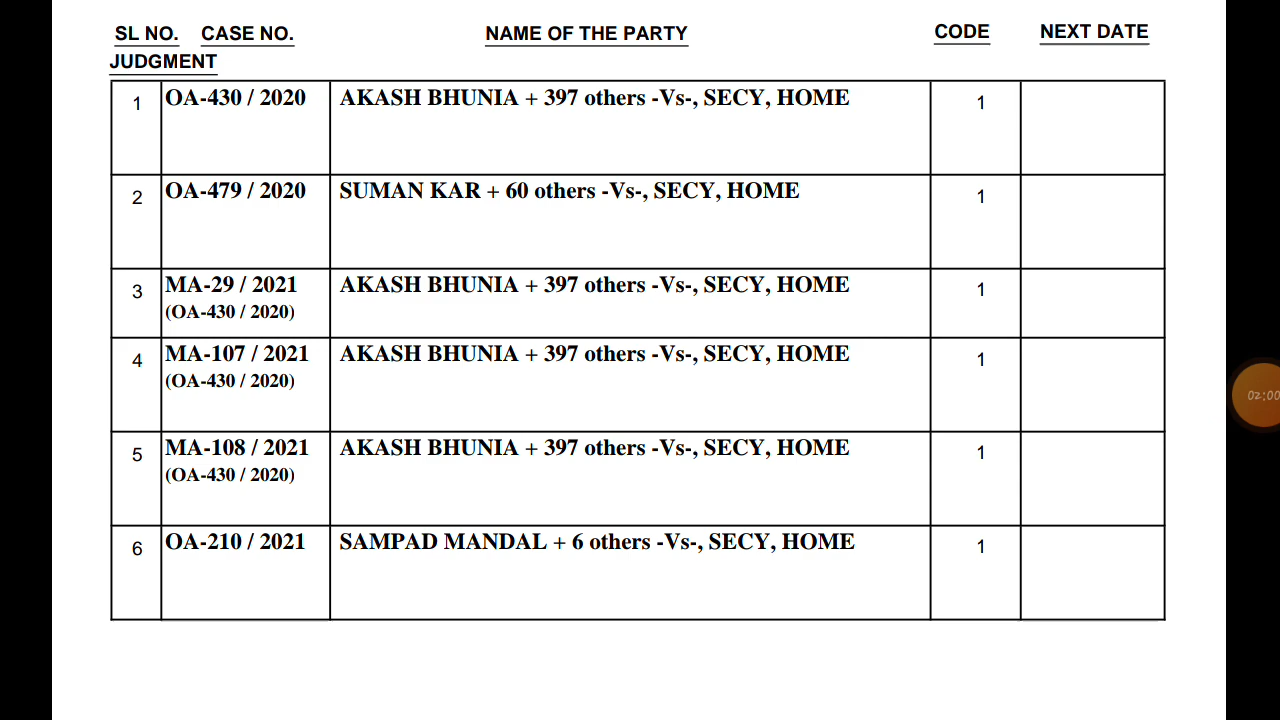 SL NO. CASE NO. NAME OF THE PARTY CODE NEXT DATE
JUDGMENT
1 OA-430 / 2020 AKASH BHUNIA + 397 others -Vs-, SECY, HOME 1
2 OA-479 / 2020 SUMAN KAR + 60 others -Vs-, SECY, HOME 1
3 MA-29 / 2021 AKASH BHUNIA + 397 others -Vs-, SECY, HOME 1
(OA-430 / 2020)
4 MA-107 / 2021 AKASH BHUNIA + 397 others -Vs-, SECY, HOME 1
(OA-430 / 2020)
02:00
5 MA-108 / 2021 AKASH BHUNIA + 397 others -Vs-, SECY, HOME 1
(OA-430 / 2020)
6 OA-210 / 2021 SAMPAD MANDAL + 6 others -Vs-, SECY, HOME 1